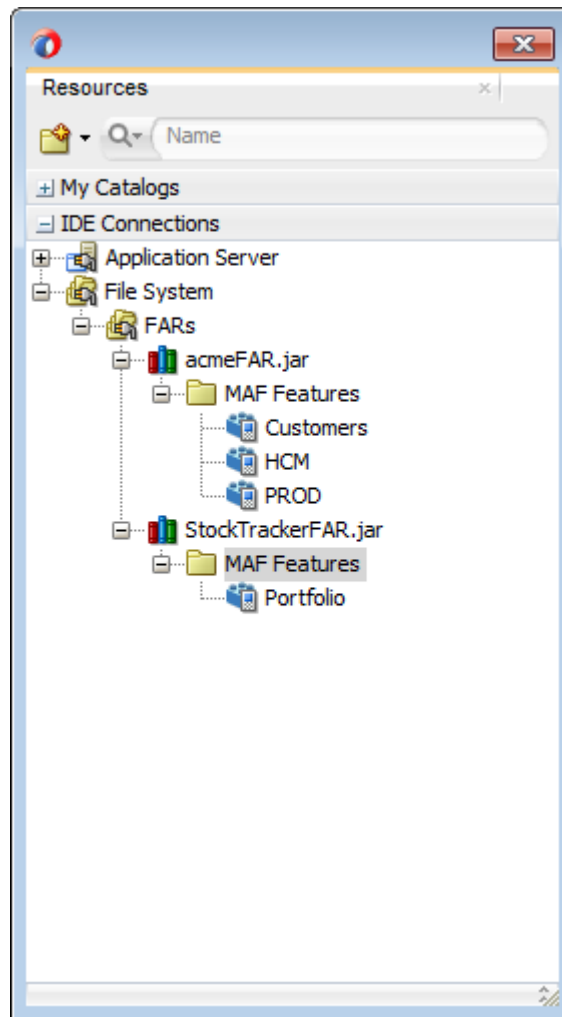 Resources
Name
My Catalogs
IDE Connections
Application Server
File System
FARs
acmeFAR.jar
MAF Features
Customers
HCM
PROD
StockTrackerFAR.jar
MAF Features
Portfolio